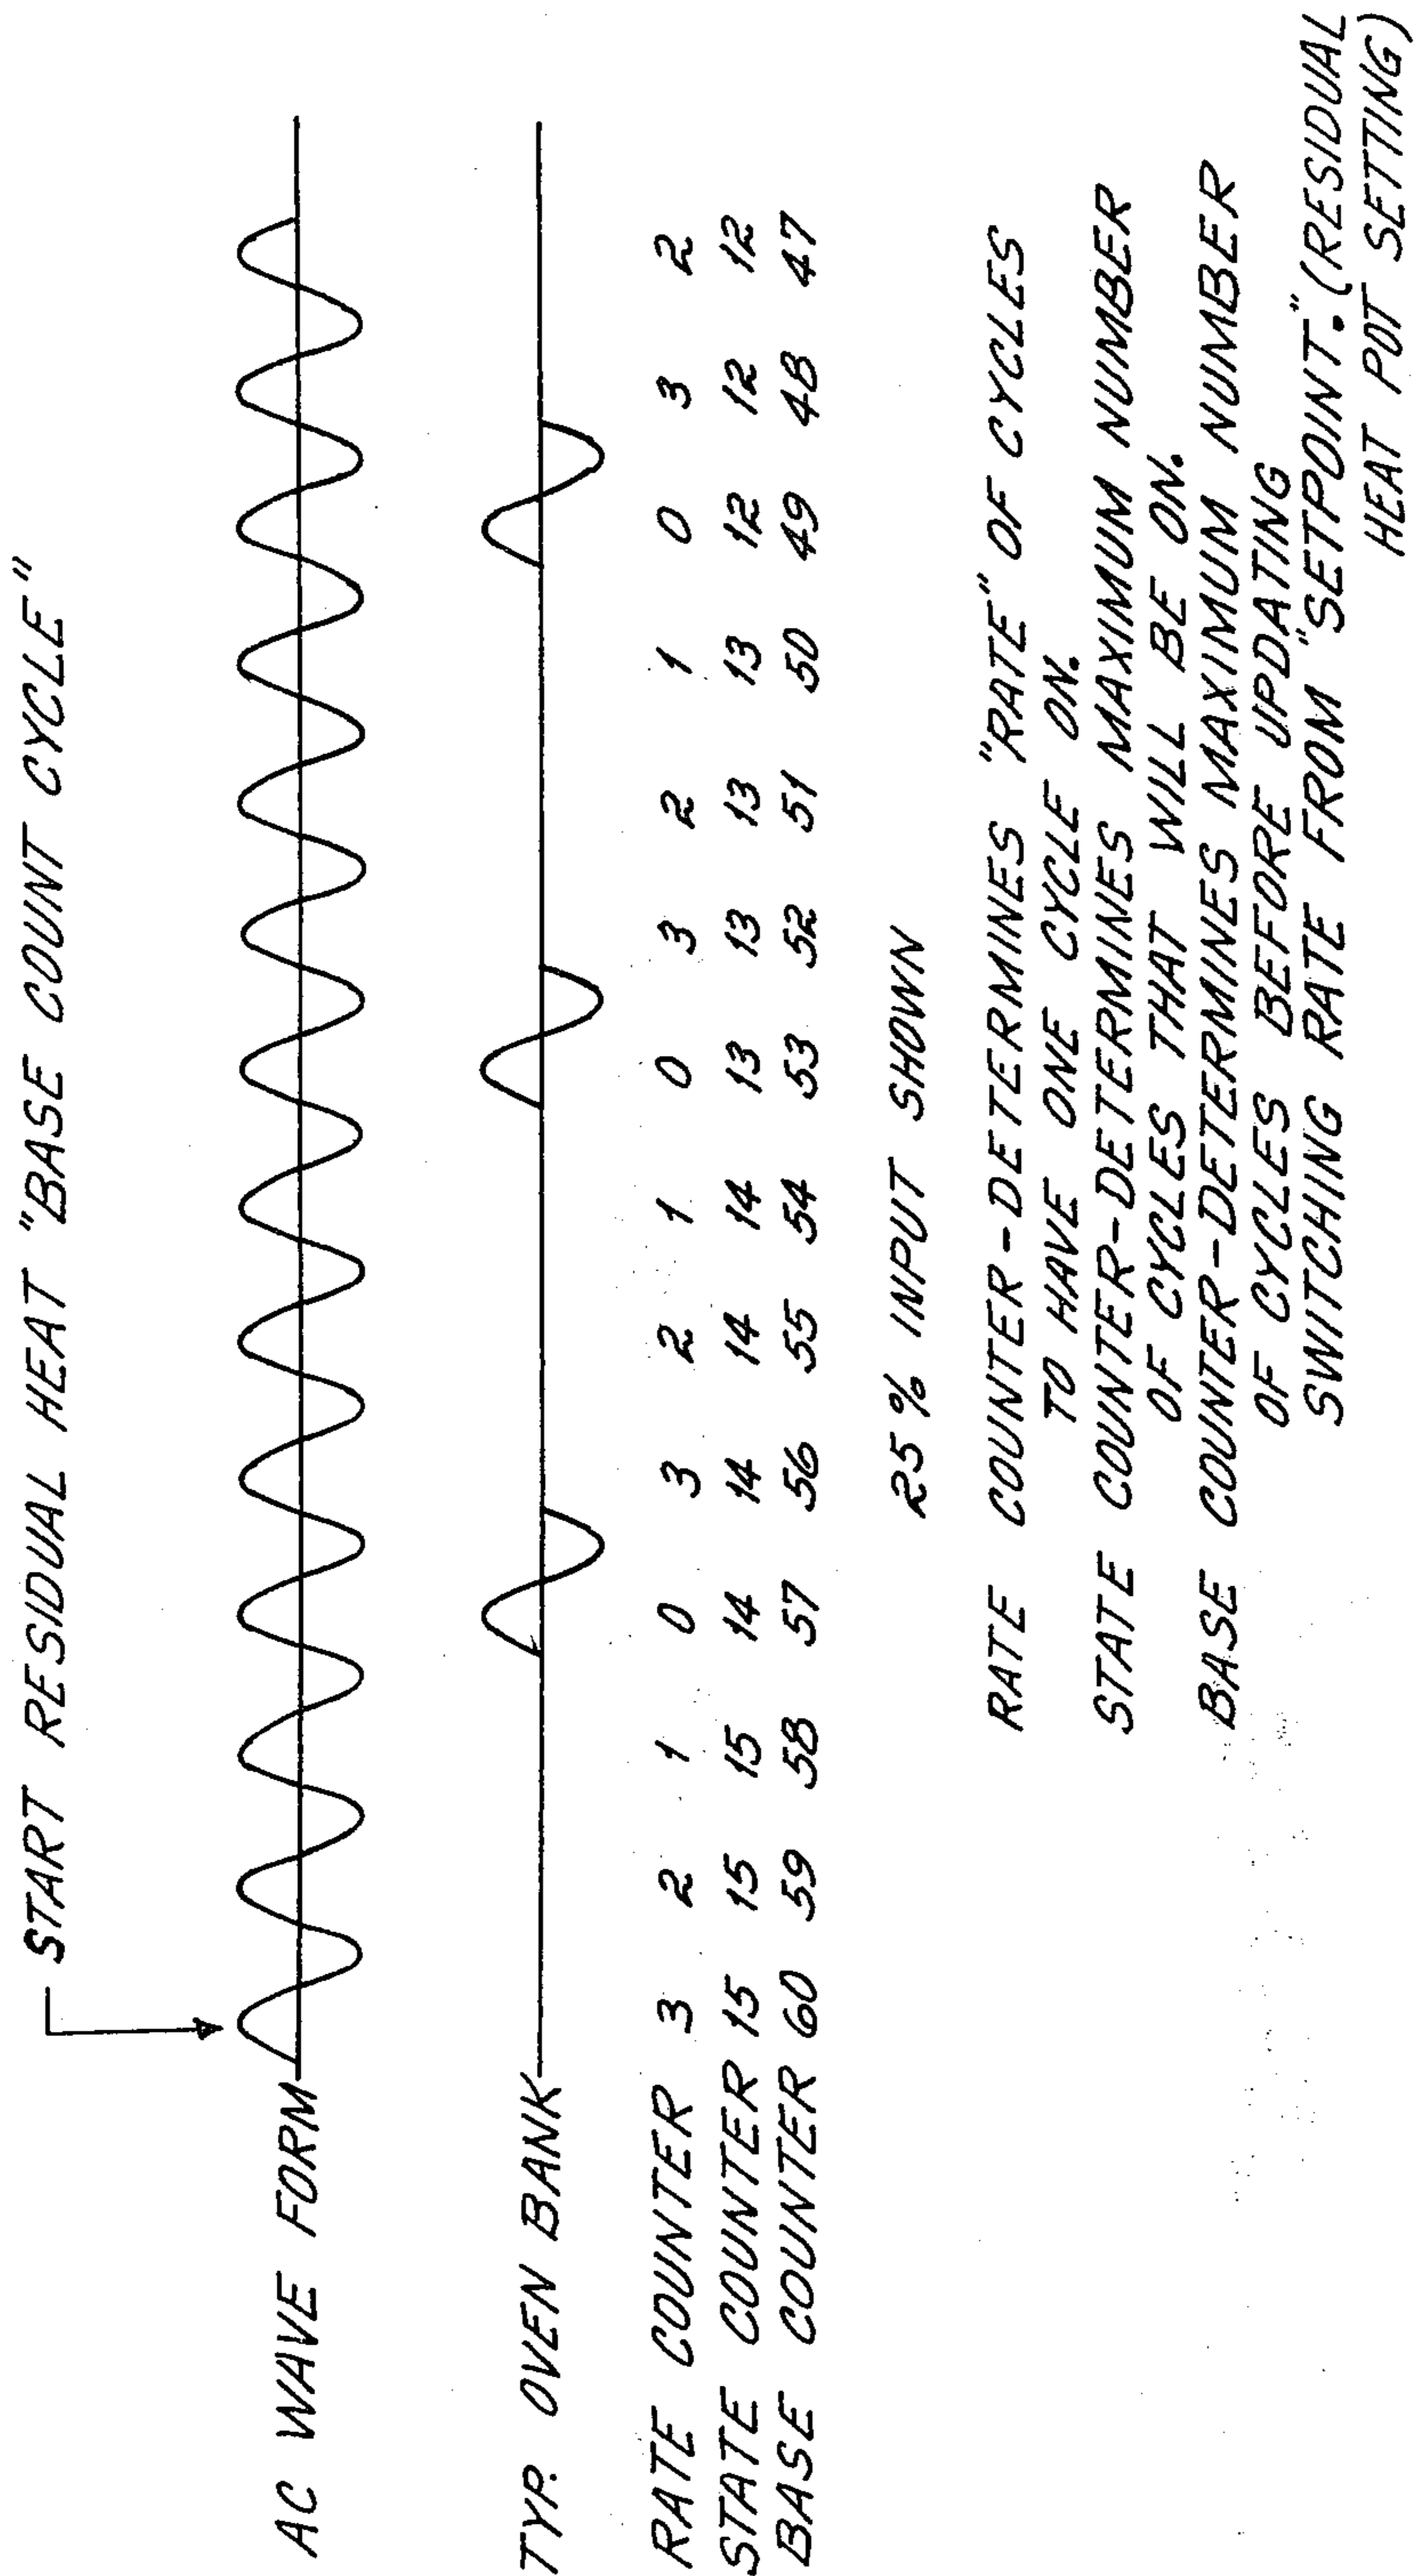 START RESIDUAL HEAT "BASE COUNT CYCLE"
AC WAVE FORM
TYP. OVEN BANK
RATE COUNTER 3 2 1 0 3 2 1 0 3 2 1 0 3 2
STATE COUNTER 15 15 15 14 14 14 14 13 13 13 13 12 12 12
BASE COUNTER 60 59 58 57 56 55 54 53 52 51 50 49 48 47
25% INPUT SHOWN
RATE COUNTER-DETERMINES "RATE" OF CYCLES
TO HAVE ONE CYCLE ON.
STATE COUNTER-DETERMINES MAXIMUM NUMBER
OF CYCLES THAT WILL BE ON.
BASE COUNTER-DETERMINES MAXIMUM NUMBER
OF CYCLES BEFORE UPDATING
SWITCHING RATE FROM "SETPOINT." (RESIDUAL
HEAT POT SETTING)